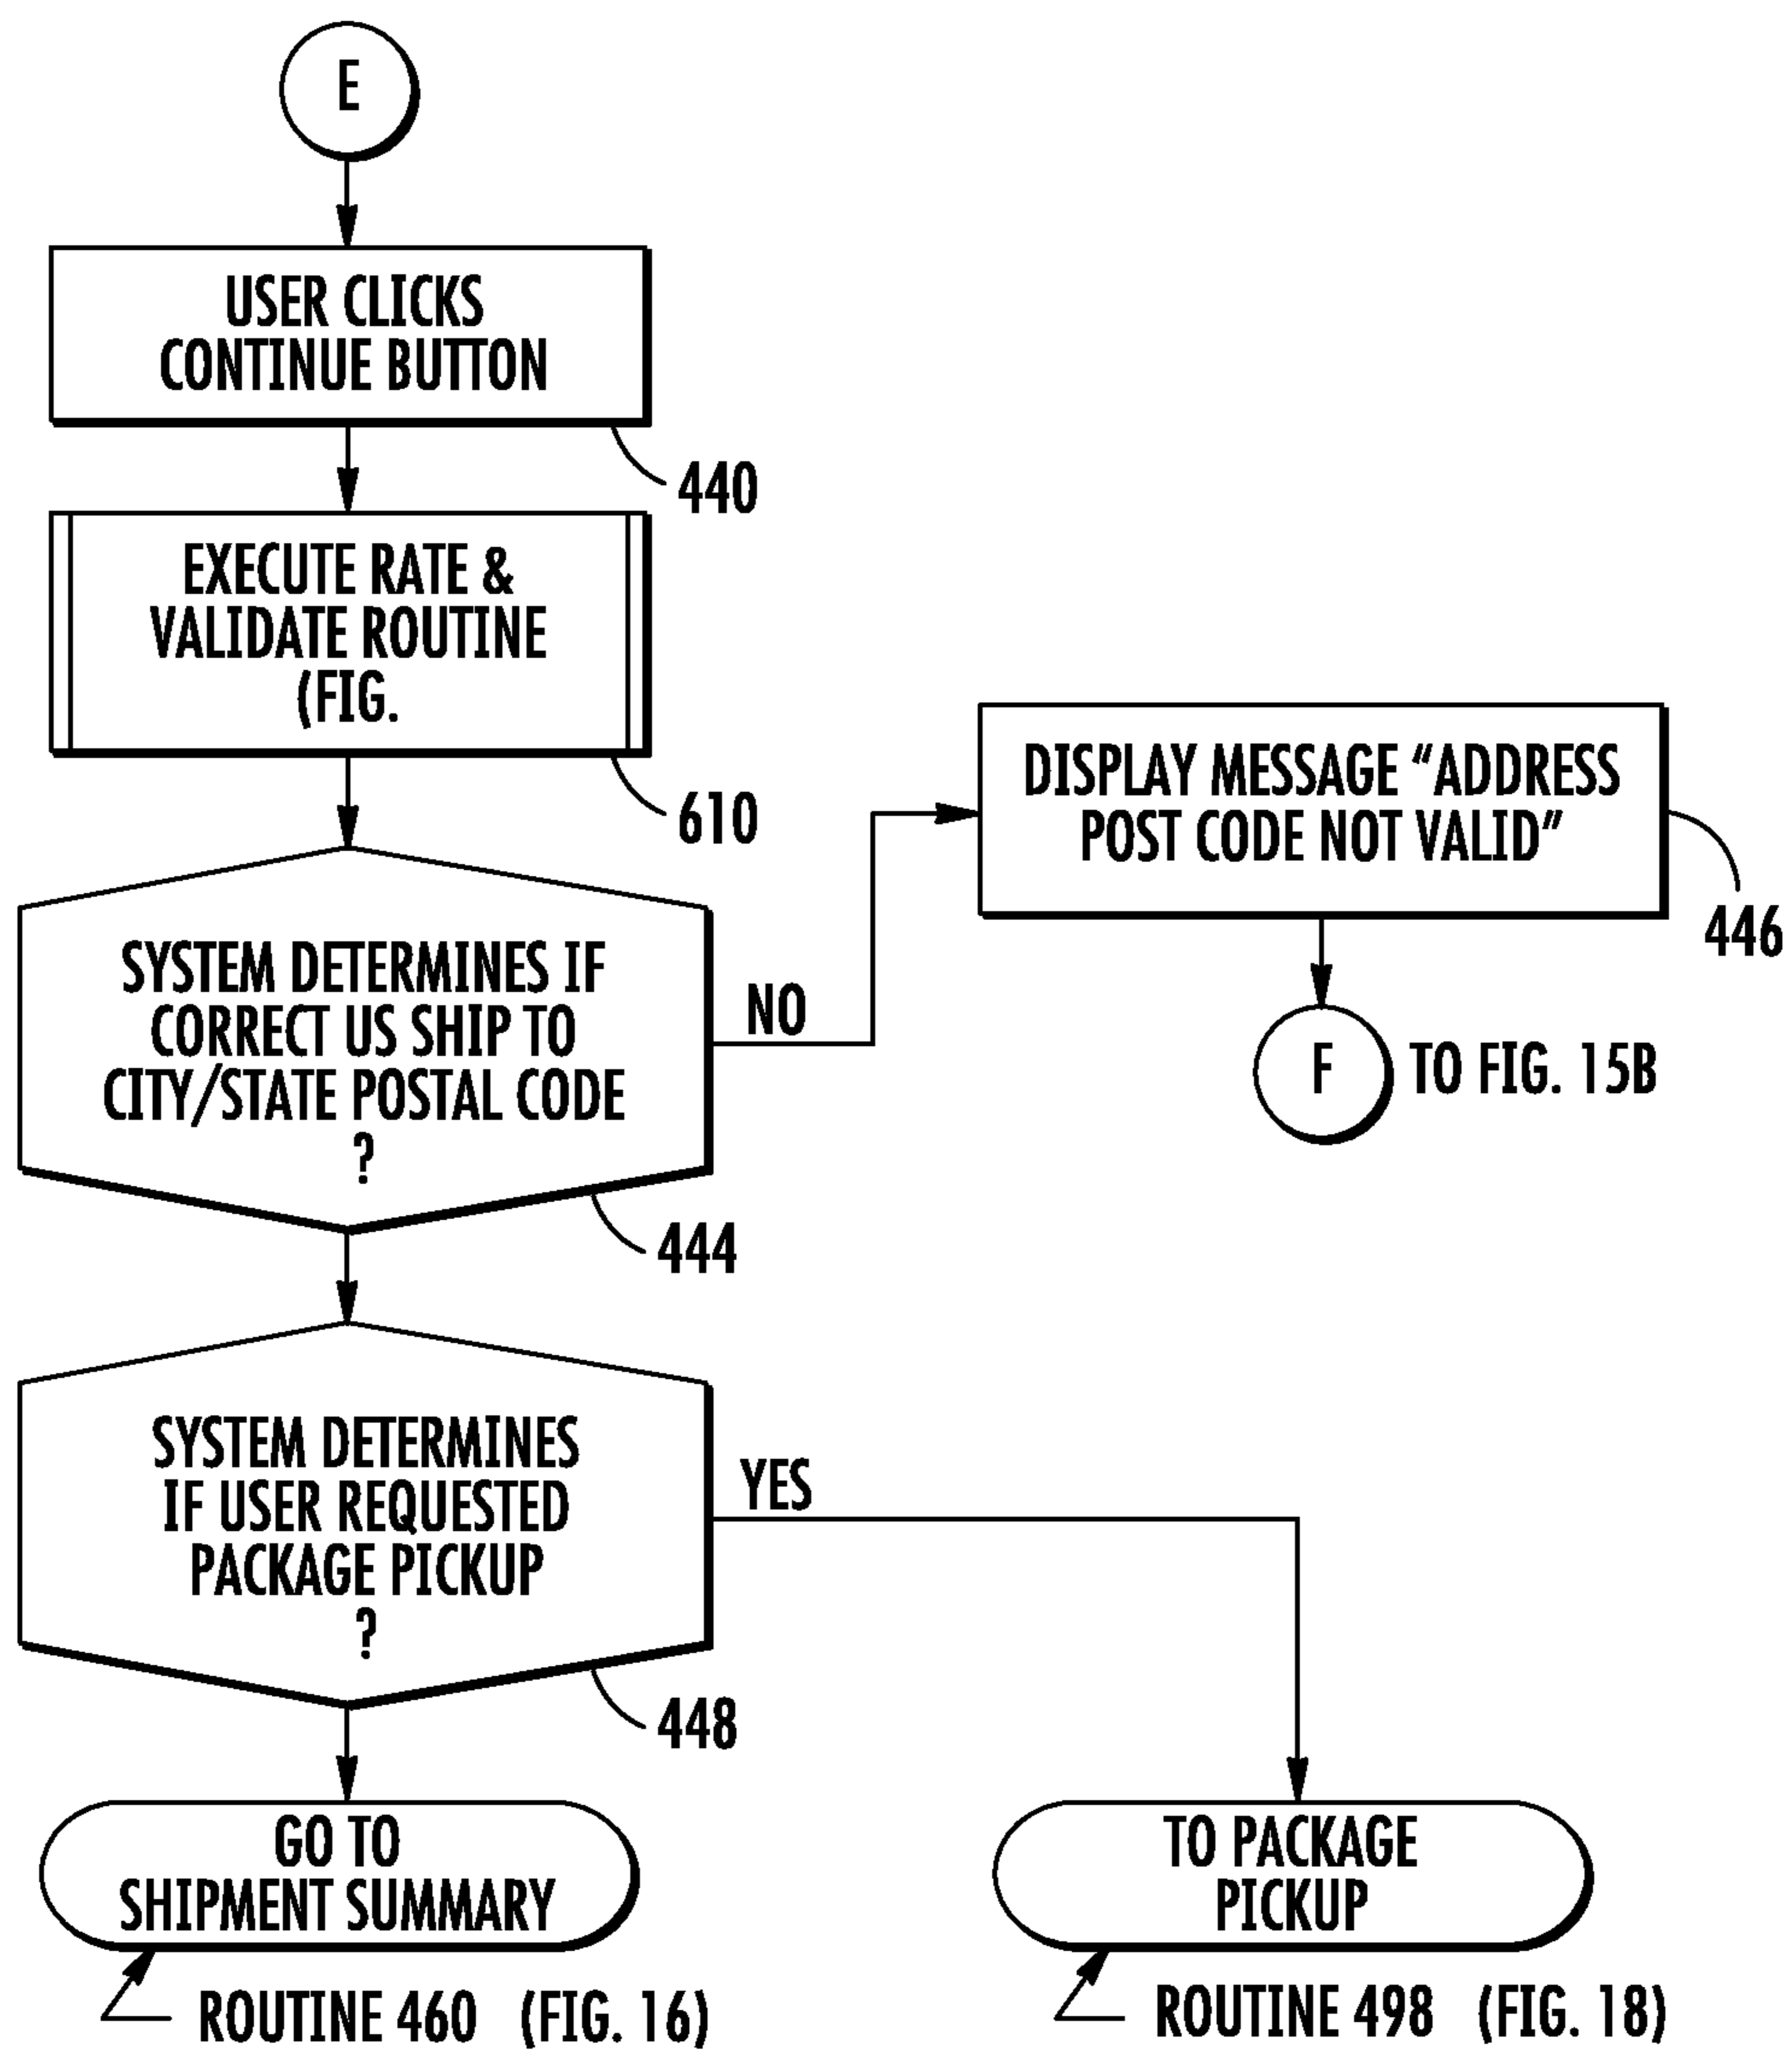 E
USER CLICKS
CONTINUE BUTTON
440
EXECUTE RATE &
VALIDATE ROUTINE
(FIG.
610
DISPLAY MESSAGE “ADDRESS
POST CODE NOT VALID”
446
SYSTEM DETERMINES IF
CORRECT US SHIP TO
CITY/STATE POSTAL CODE
?
NO
444
F
TO FIG. 15B
SYSTEM DETERMINES
IF USER REQUESTED
PACKAGE PICKUP
?
YES
448
GO TO
SHIPMENT SUMMARY
ROUTINE 460 (FIG. 16)
TO PACKAGE
PICKUP
ROUTINE 498 (FIG. 18)